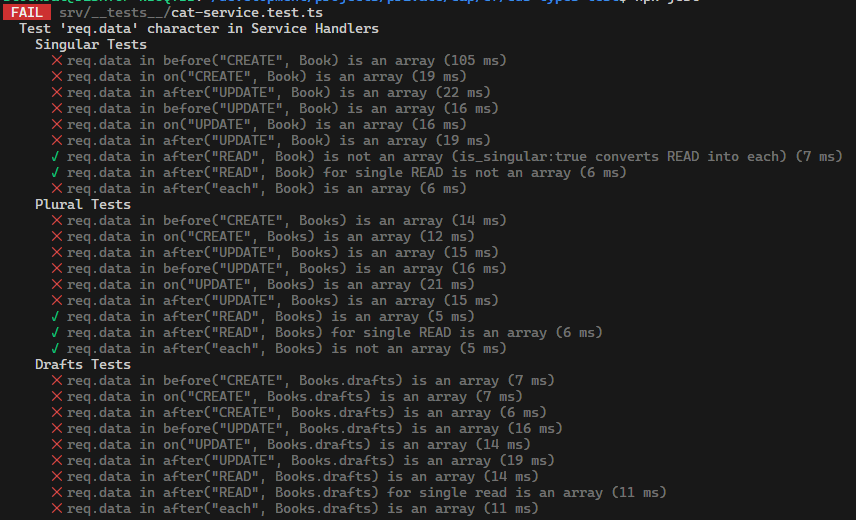 FAIL srv/__tests__/cat-service.test.ts
Test 'req.data' character in Service Handlers
Singular Tests
✕ req.data in before("CREATE", Book) is an array (105 ms)
✕ req.data in on("CREATE", Book) is an array (19 ms)
✕ req.data in after("UPDATE", Book) is an array (22 ms)
✕ req.data in before("UPDATE", Book) is an array (16 ms)
✕ req.data in on("UPDATE", Book) is an array (16 ms)
✕ req.data in after("UPDATE", Book) is an array (19 ms)
√ req.data in after("READ", Book) is not an array (is_singular:true converts READ into each) (7 ms)
√ req.data in after("READ", Book) for single READ is not an array (6 ms)
✕ req.data in after("each", Book) is an array (6 ms)
Plural Tests
✕ req.data in before("CREATE", Books) is an array (14 ms)
✕ req.data in on("CREATE", Books) is an array (12 ms)
✕ req.data in after("UPDATE", Books) is an array (15 ms)
✕ req.data in before("UPDATE", Books) is an array (16 ms)
✕ req.data in on("UPDATE", Books) is an array (21 ms)
✕ req.data in after("UPDATE", Books) is an array (15 ms)
√ req.data in after("READ", Books) is an array (5 ms)
√ req.data in after("READ", Books) for single READ is an array (6 ms)
√ req.data in after("each", Books) is not an array (5 ms)
Drafts Tests
✕ req.data in before("CREATE", Books.drafts) is an array (7 ms)
✕ req.data in on("CREATE", Books.drafts) is an array (7 ms)
✕ req.data in after("CREATE", Books.drafts) is an array (6 ms)
✕ req.data in before("UPDATE", Books.drafts) is an array (16 ms)
✕ req.data in on("UPDATE", Books.drafts) is an array (14 ms)
✕ req.data in after("UPDATE", Books.drafts) is an array (19 ms)
✕ req.data in after("READ", Books.drafts) is an array (14 ms)
✕ req.data in after("READ", Books.drafts) for single read is an array (11 ms)
✕ req.data in after("each", Books.drafts) is an array (11 ms)